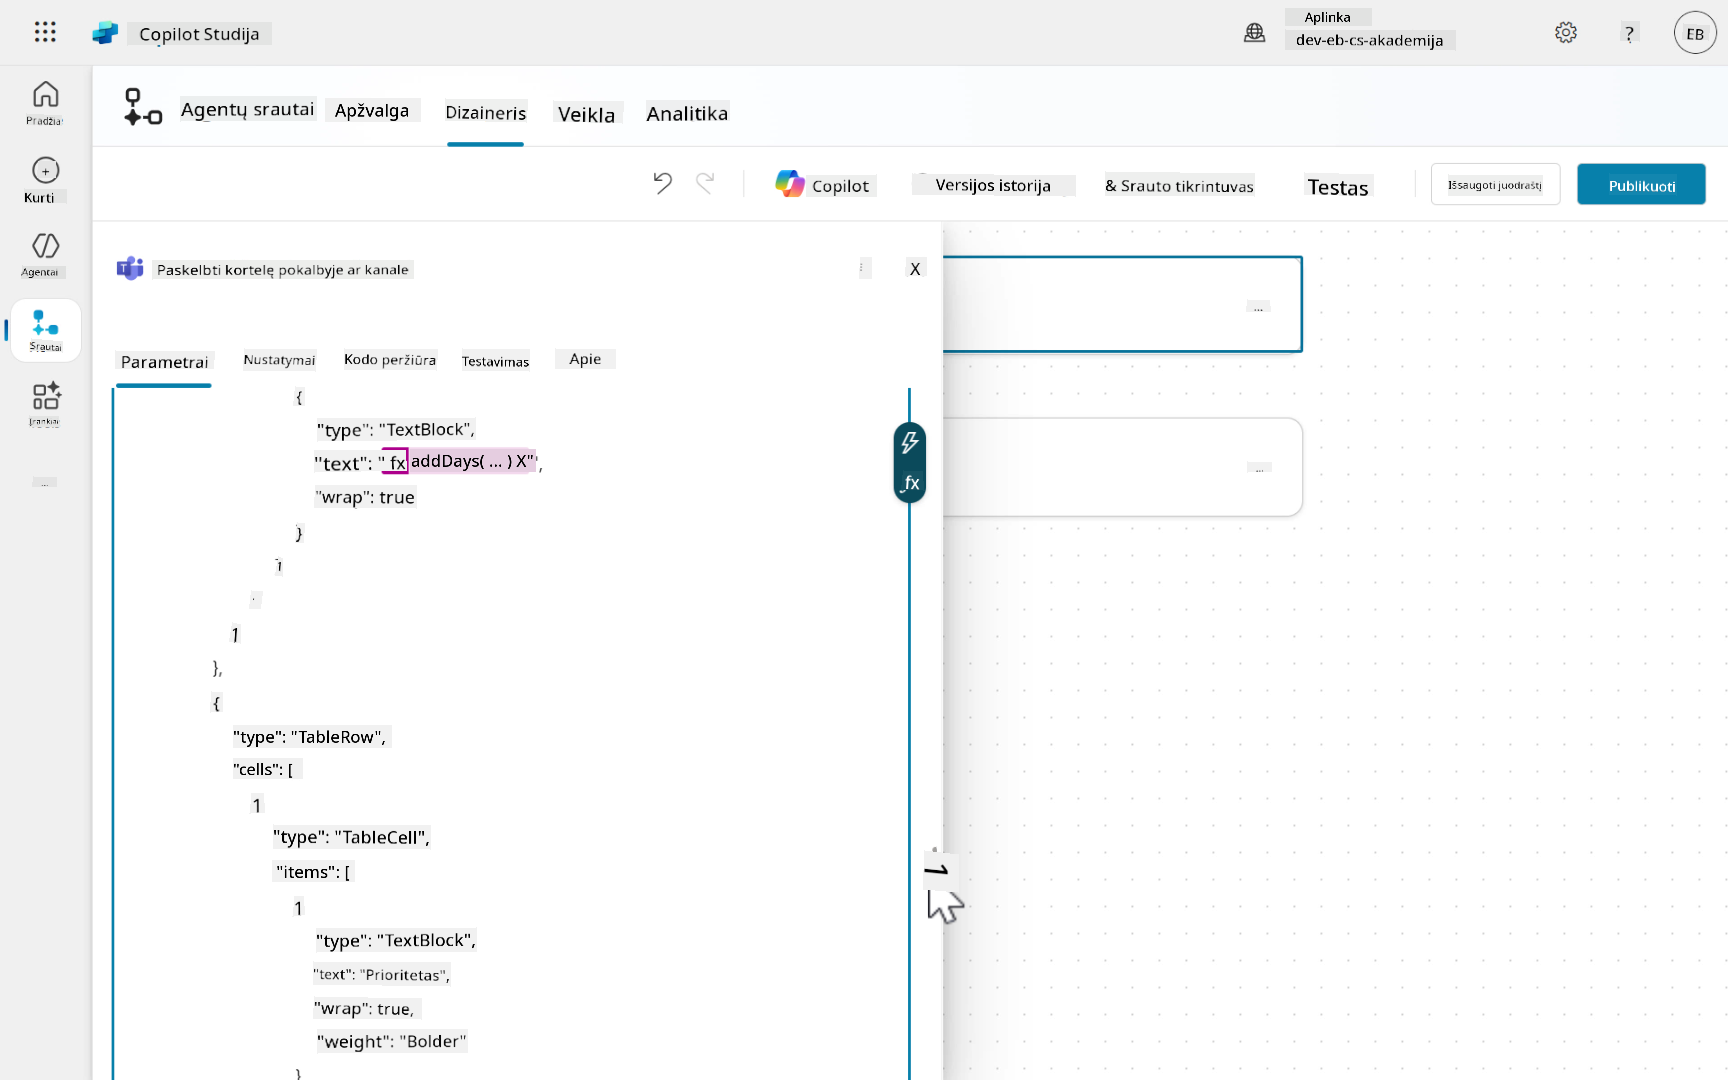 Copilot Studija
Aplinka
dev-eb-cs-akademija
?
EB
Pradžia
Kurti
Agentai
Srautai
Įrankiai
...
Agentų srautai
Apžvalga
Dizaineris
Veikla
Analitika
Copilot
Versijos istorija
& Srauto tikrintuvas
Testas
Išsaugoti juodraštį
Publikuoti
Paskelbti kortelę pokalbyje ar kanale
X
Parametrai
Nustatymai
Kodo peržiūra
Testavimas
Apie
{
"type": "TextBlock",
"text": " fx addDays( ... ) X",
"wrap": true
}
1
},
{
"type": "TableRow",
"cells": [
1
"type": "TableCell",
"items": [
1
"type": "TextBlock",
"text": "Prioritetas",
"wrap": true,
"weight": "Bolder"
}
fx
...
...